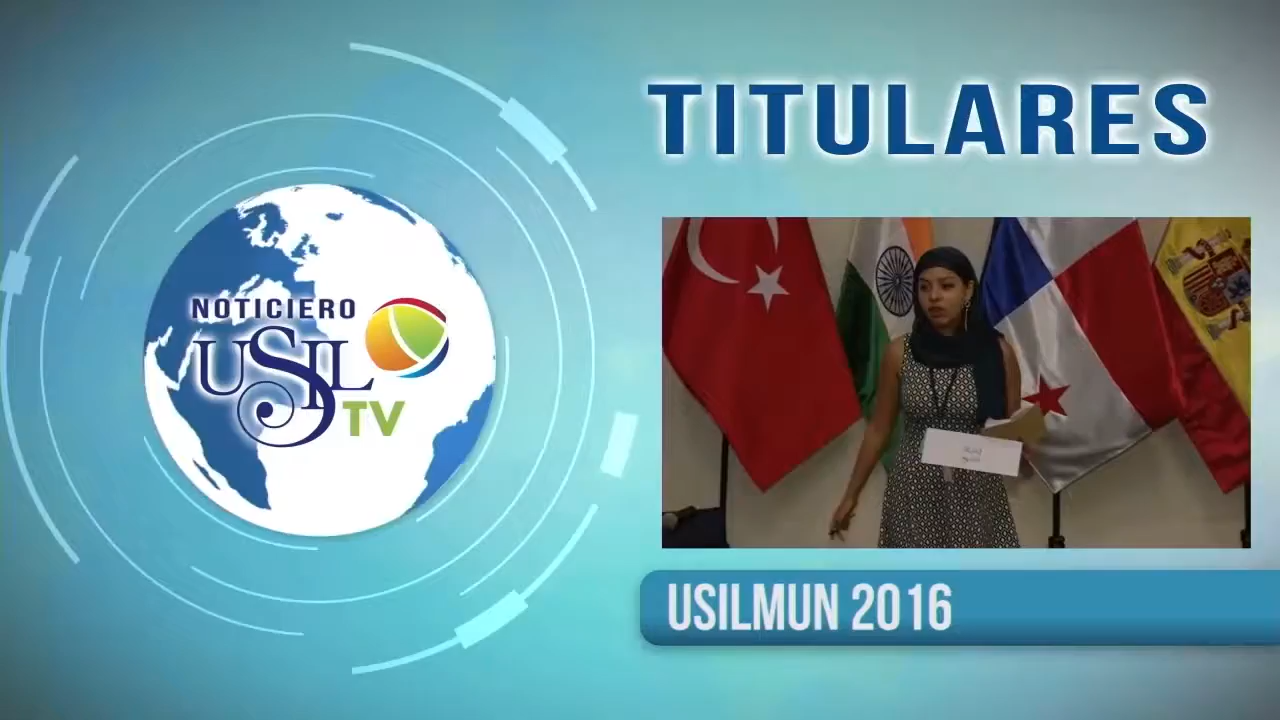 TITULARES
NOTICIERO
USIL
TV
USILMUN 2016